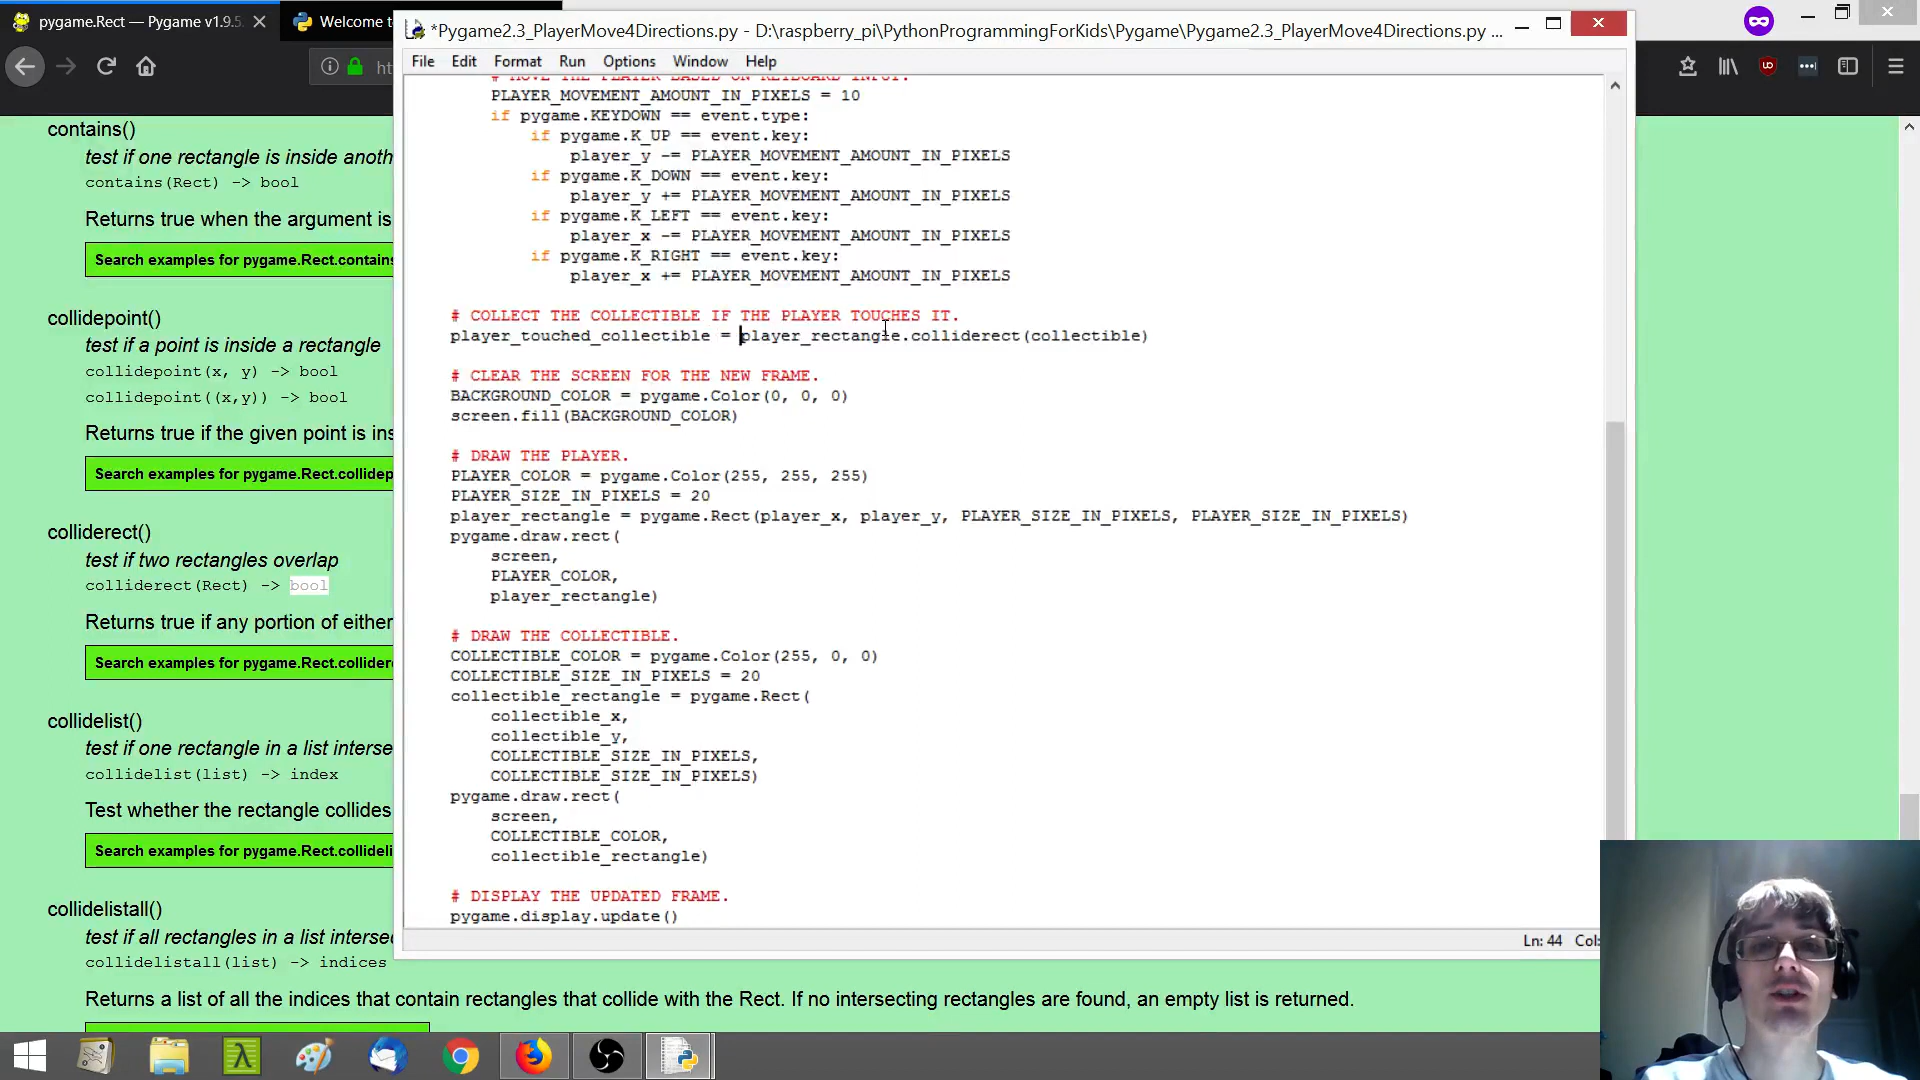 pygame.Rect — Pygame v1.9.5
Welcome to
*Pygame2.3_PlayerMove4Directions.py - D:\raspberry_pi\PythonProgrammingForKids\Pygame\Pygame2.3_PlayerMove4Directions.py ...
File Edit Format Run Options Window Help
contains()
test if one rectangle is inside anoth
contains(Rect) -> bool
Returns true when the argument is
Search examples for pygame.Rect.contains
collidepoint()
test if a point is inside a rectangle
collidepoint(x, y) -> bool
collidepoint((x,y)) -> bool
Returns true if the given point is ins
Search examples for pygame.Rect.collidep
colliderect()
test if two rectangles overlap
colliderect(Rect) -> bool
Returns true if any portion of either
Search examples for pygame.Rect.collidere
collidelist()
test if one rectangle in a list interse
collidelist(list) -> index
Test whether the rectangle collides
Search examples for pygame.Rect.collideli
collidelistall()
test if all rectangles in a list intersec
collidelistall(list) -> indices
Returns a list of all the indices that contain rectangles that collide with the Rect. If no intersecting rectangles are found, an empty list is returned.
# MOVE THE PLAYER BASED ON KEYBOARD INPUT.
PLAYER_MOVEMENT_AMOUNT_IN_PIXELS = 10
if pygame.KEYDOWN == event.type:
if pygame.K_UP == event.key:
player_y -= PLAYER_MOVEMENT_AMOUNT_IN_PIXELS
if pygame.K_DOWN == event.key:
player_y += PLAYER_MOVEMENT_AMOUNT_IN_PIXELS
if pygame.K_LEFT == event.key:
player_x -= PLAYER_MOVEMENT_AMOUNT_IN_PIXELS
if pygame.K_RIGHT == event.key:
player_x += PLAYER_MOVEMENT_AMOUNT_IN_PIXELS
# COLLECT THE COLLECTIBLE IF THE PLAYER TOUCHES IT.
player_touched_collectible = player_rectangle.colliderect(collectible)
# CLEAR THE SCREEN FOR THE NEW FRAME.
BACKGROUND_COLOR = pygame.Color(0, 0, 0)
screen.fill(BACKGROUND_COLOR)
# DRAW THE PLAYER.
PLAYER_COLOR = pygame.Color(255, 255, 255)
PLAYER_SIZE_IN_PIXELS = 20
player_rectangle = pygame.Rect(player_x, player_y, PLAYER_SIZE_IN_PIXELS, PLAYER_SIZE_IN_PIXELS)
pygame.draw.rect(
screen,
PLAYER_COLOR,
player_rectangle)
# DRAW THE COLLECTIBLE.
COLLECTIBLE_COLOR = pygame.Color(255, 0, 0)
COLLECTIBLE_SIZE_IN_PIXELS = 20
collectible_rectangle = pygame.Rect(
collectible_x,
collectible_y,
COLLECTIBLE_SIZE_IN_PIXELS,
COLLECTIBLE_SIZE_IN_PIXELS)
pygame.draw.rect(
screen,
COLLECTIBLE_COLOR,
collectible_rectangle)
# DISPLAY THE UPDATED FRAME.
pygame.display.update()
Ln: 44 Col: